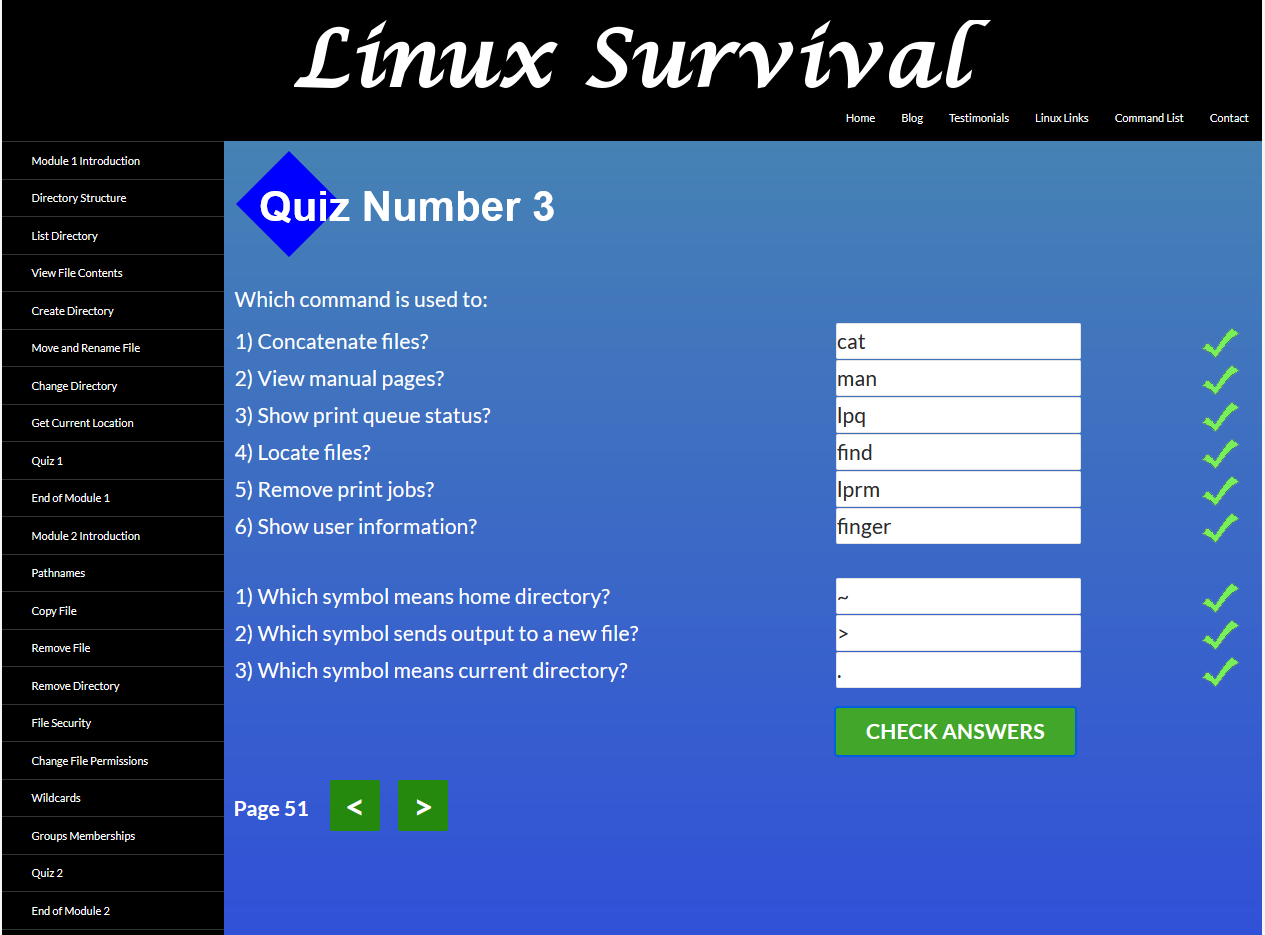 Linux Survival
Home Blog Testimonials Linux Links Command List Contact
Module 1 Introduction
Directory Structure
List Directory
View File Contents
Create Directory
Move and Rename File
Change Directory
Get Current Location
Quiz 1
End of Module 1
Module 2 Introduction
Pathnames
Copy File
Remove File
Remove Directory
File Security
Change File Permissions
Wildcards
Groups Memberships
Quiz 2
End of Module 2
Quiz Number 3
Which command is used to:
1) Concatenate files? cat
2) View manual pages? man
3) Show print queue status? lpq
4) Locate files? find
5) Remove print jobs? lprm
6) Show user information? finger
1) Which symbol means home directory? ~
2) Which symbol sends output to a new file? >
3) Which symbol means current directory? .
CHECK ANSWERS
Page 51 < >